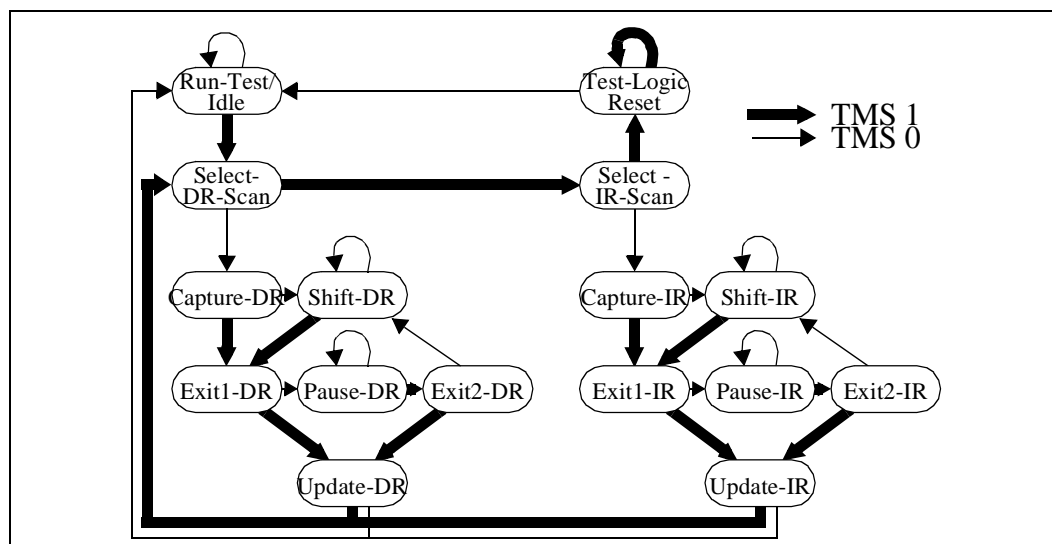 Run-Test/
Idle
Test-Logic
Reset
TMS 1
TMS 0
Select-
DR-Scan
Select -
IR-Scan
Capture-DR
Shift-DR
Capture-IR
Shift-IR
Exit1-DR
Pause-DR
Exit2-DR
Exit1-IR
Pause-IR
Exit2-IR
Update-DR
Update-IR